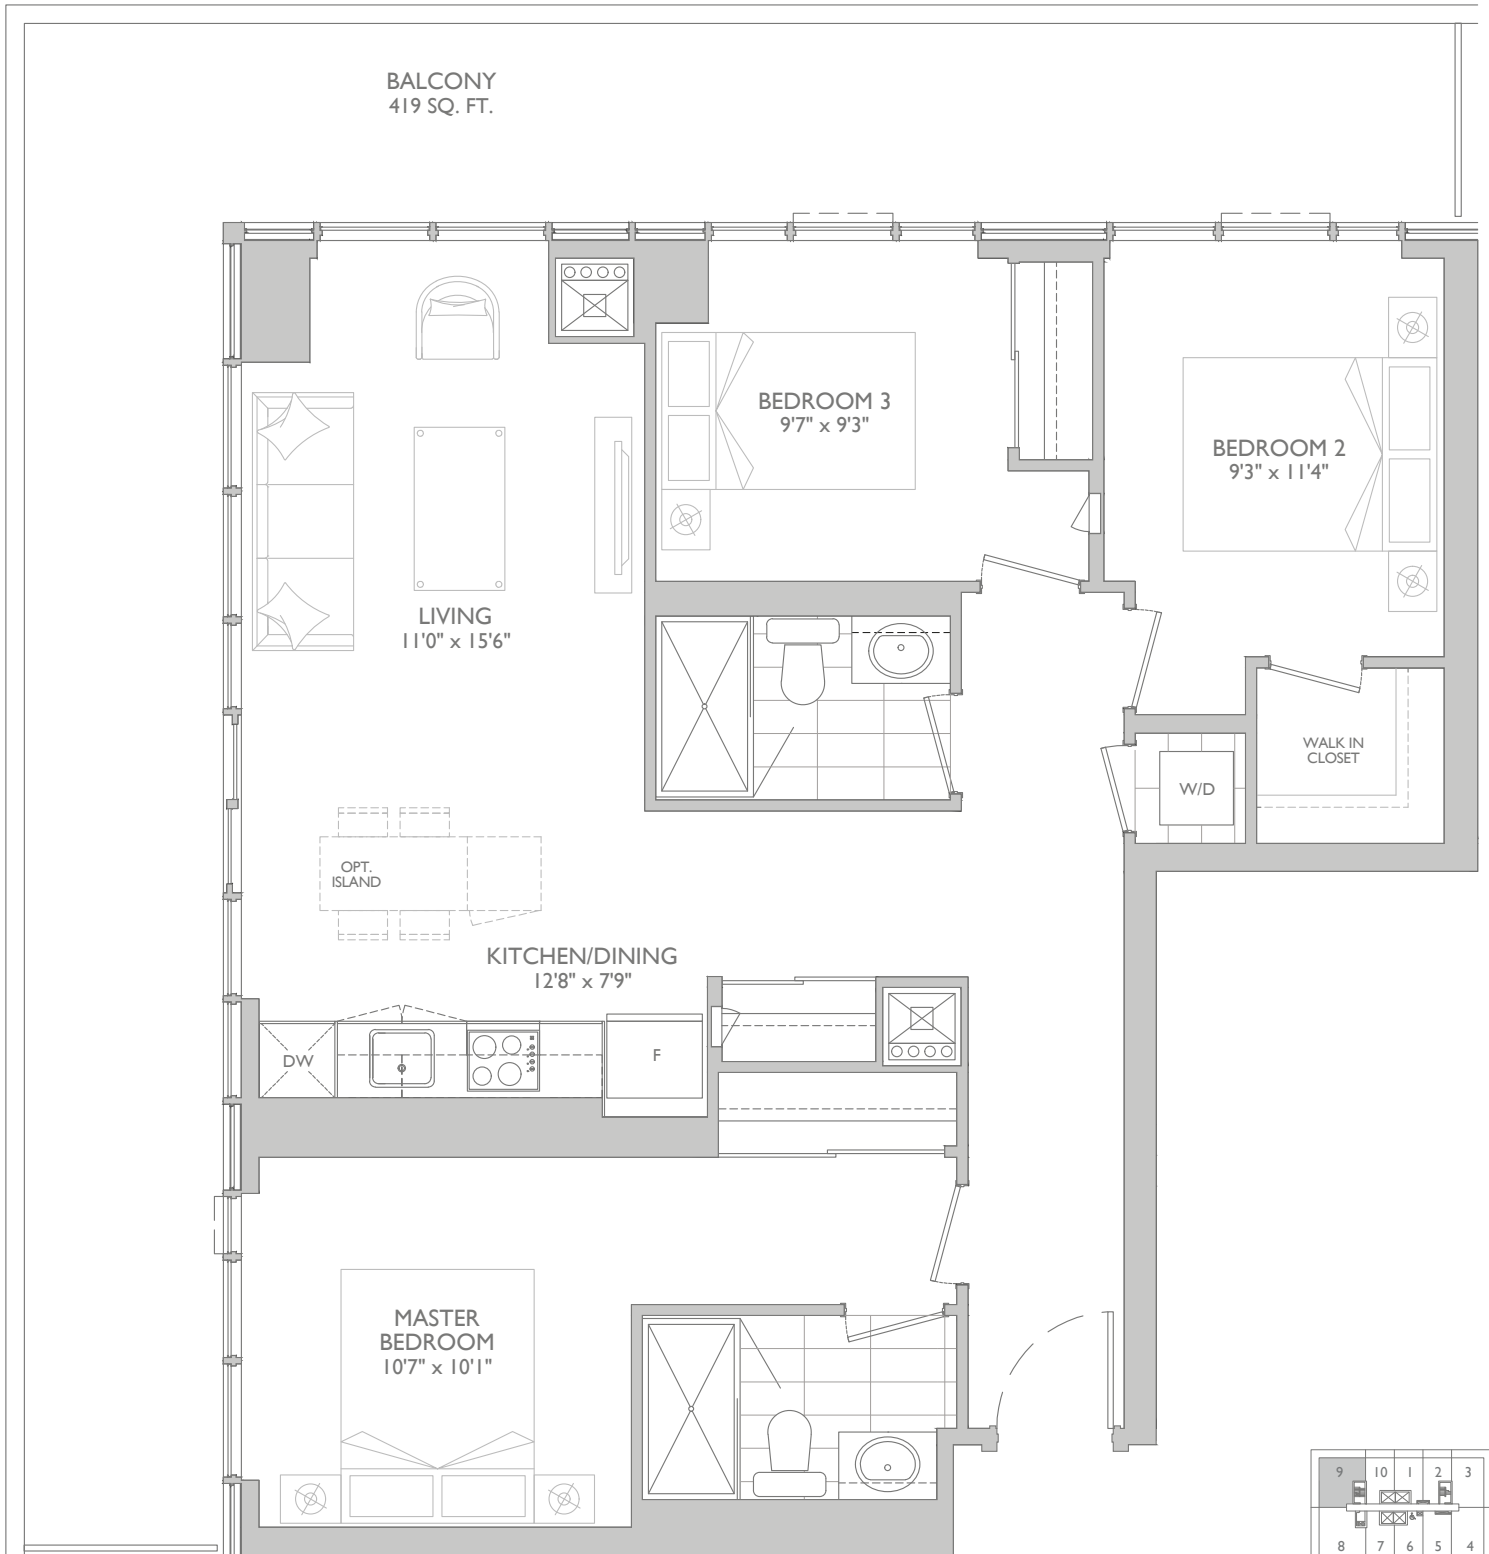 BALCONY
419 SQ. FT.
BEDROOM 3
9'7" x 9'3"
BEDROOM 2
9'3" x 11'4"
LIVING
11'0" x 15'6"
WALK IN
CLOSET
W/D
OPT.
ISLAND
KITCHEN/DINING
12'8" x 7'9"
DW
F
MASTER
BEDROOM
10'7" x 10'1"
9 10 1 2 3
8 7 6 5 4